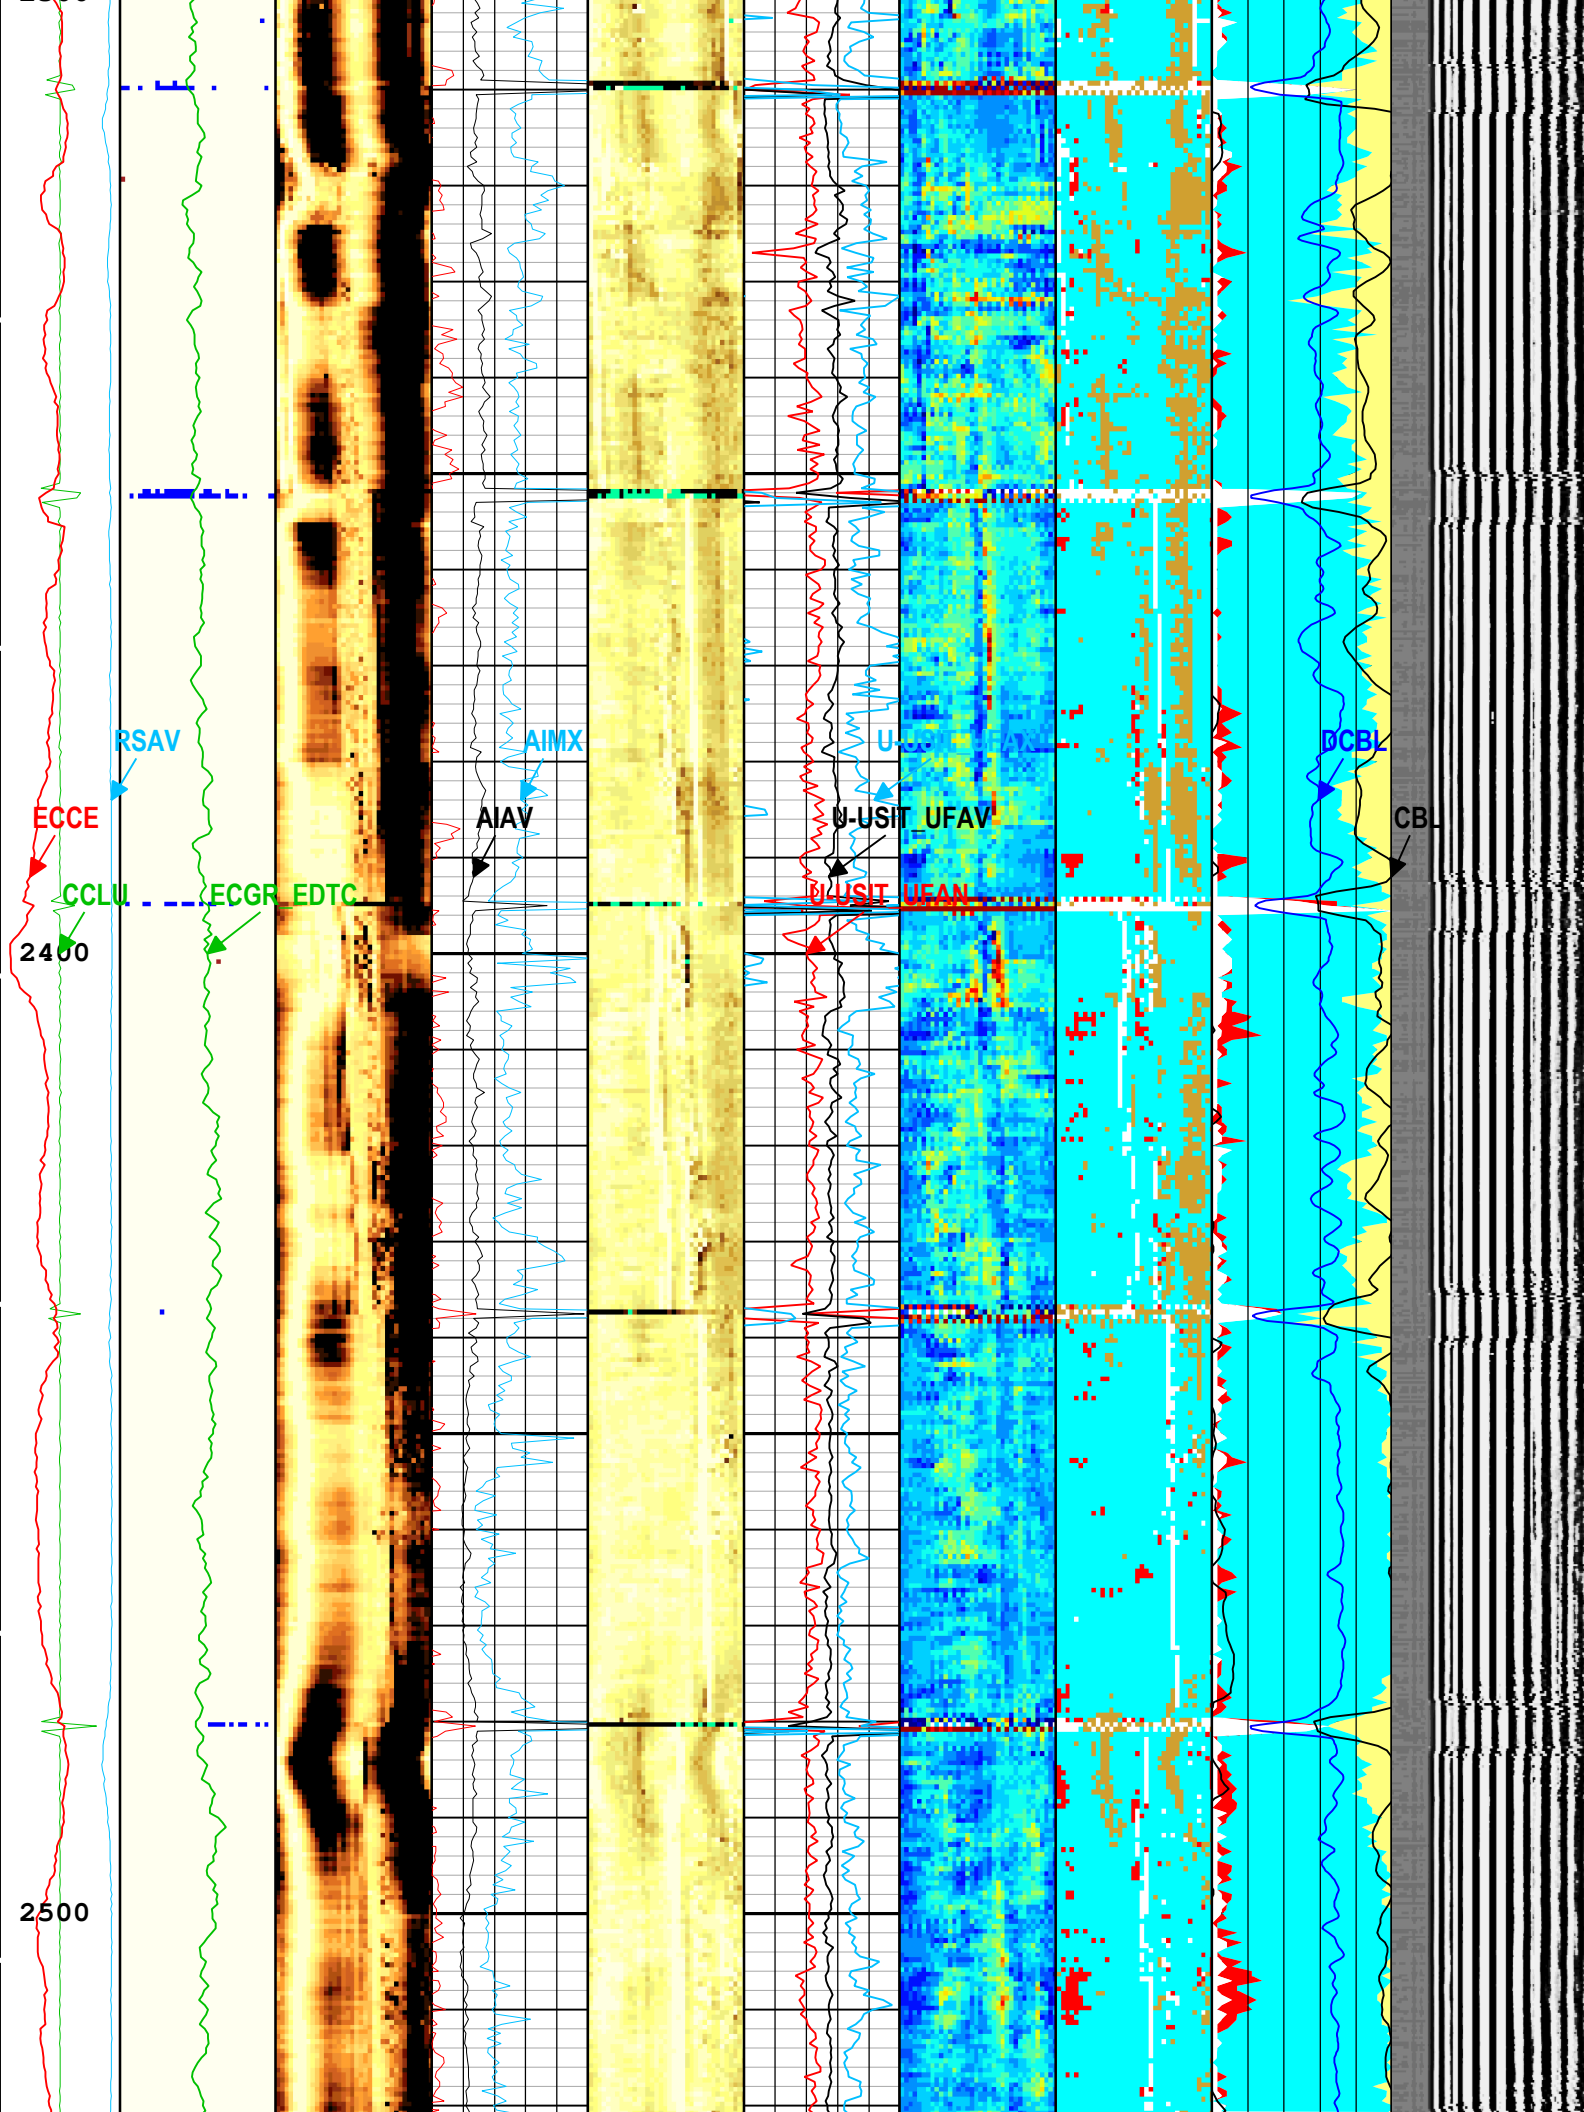 RSAV
AIMX
U-
DCBL
ECCE
AIAV
U-USIT_UFAV
CBL
CCLU
ECGR_EDTC
U-USIT_UFAN
2400
2500